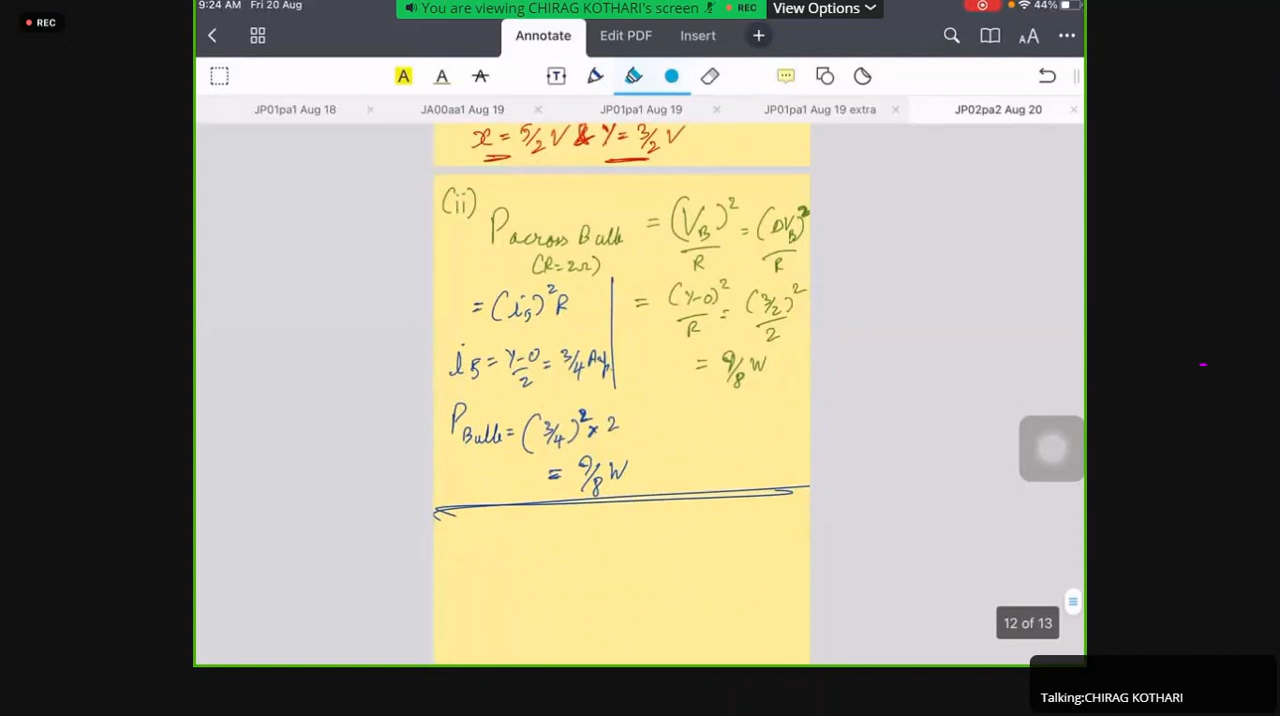 9:24 AM Fri 20 Aug
You are viewing CHIRAG KOTHARI's screen REC View Options
44%
REC
Annotate Edit PDF Insert +
JP01pa1 Aug 18 × JA00aa1 Aug 19 × JP01pa1 Aug 19 × JP01pa1 Aug 19 extra × JP02pa2 Aug 20 ×
x = 5/2 V & Y = 3/2 V
(ii)
P across Bulb = (V_B)²/R = (ΔV_B)²/R
(R=2Ω)
= (i₅)² R
= (Y-0)²/R = (3/2)²/2
i₅ = Y-0/2 = 3/4 Amp
= 9/8 W
P Bulb = (3/4)² × 2
= 9/8 W
12 of 13
Talking:CHIRAG KOTHARI